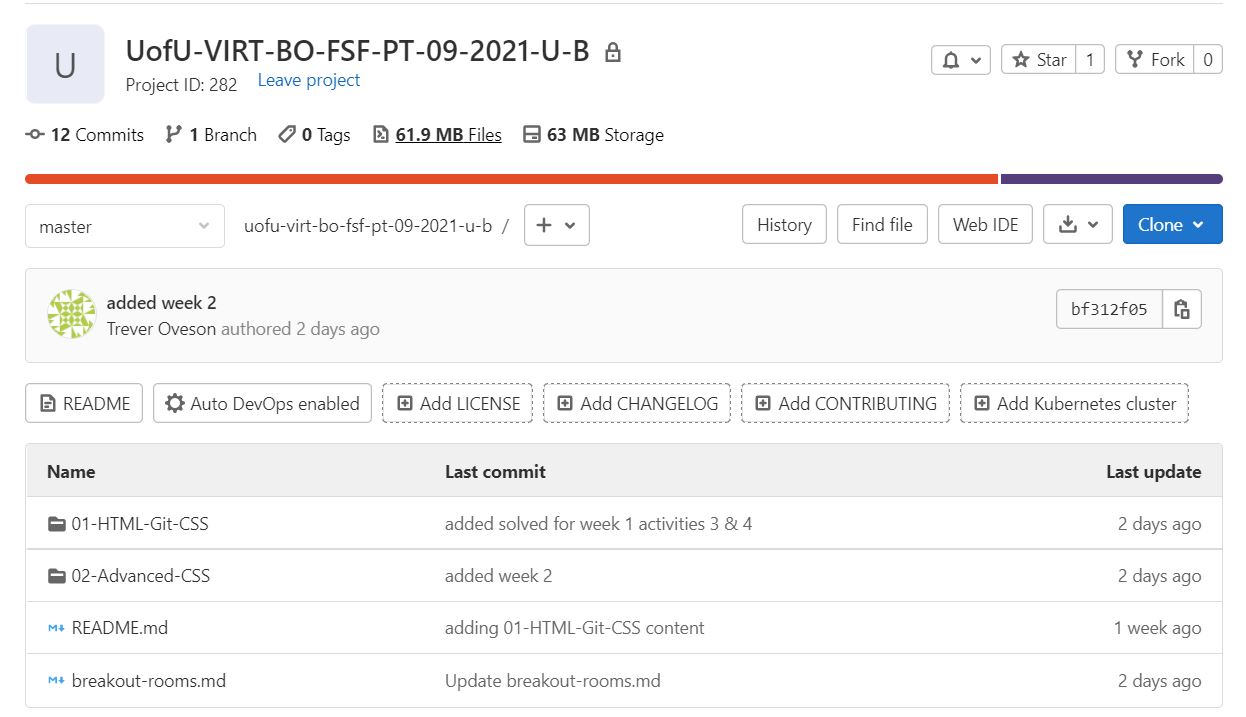 U
UofU-VIRT-BO-FSF-PT-09-2021-U-B
Project ID: 282 Leave project
Star 1 Fork 0
12 Commits 1 Branch 0 Tags 61.9 MB Files 63 MB Storage
master uofu-virt-bo-fsf-pt-09-2021-u-b / + History Find file Web IDE Clone
added week 2
Trever Oveson authored 2 days ago
bf312f05
README Auto DevOps enabled Add LICENSE Add CHANGELOG Add CONTRIBUTING Add Kubernetes cluster
Name Last commit Last update
01-HTML-Git-CSS added solved for week 1 activities 3 & 4 2 days ago
02-Advanced-CSS added week 2 2 days ago
README.md adding 01-HTML-Git-CSS content 1 week ago
breakout-rooms.md Update breakout-rooms.md 2 days ago